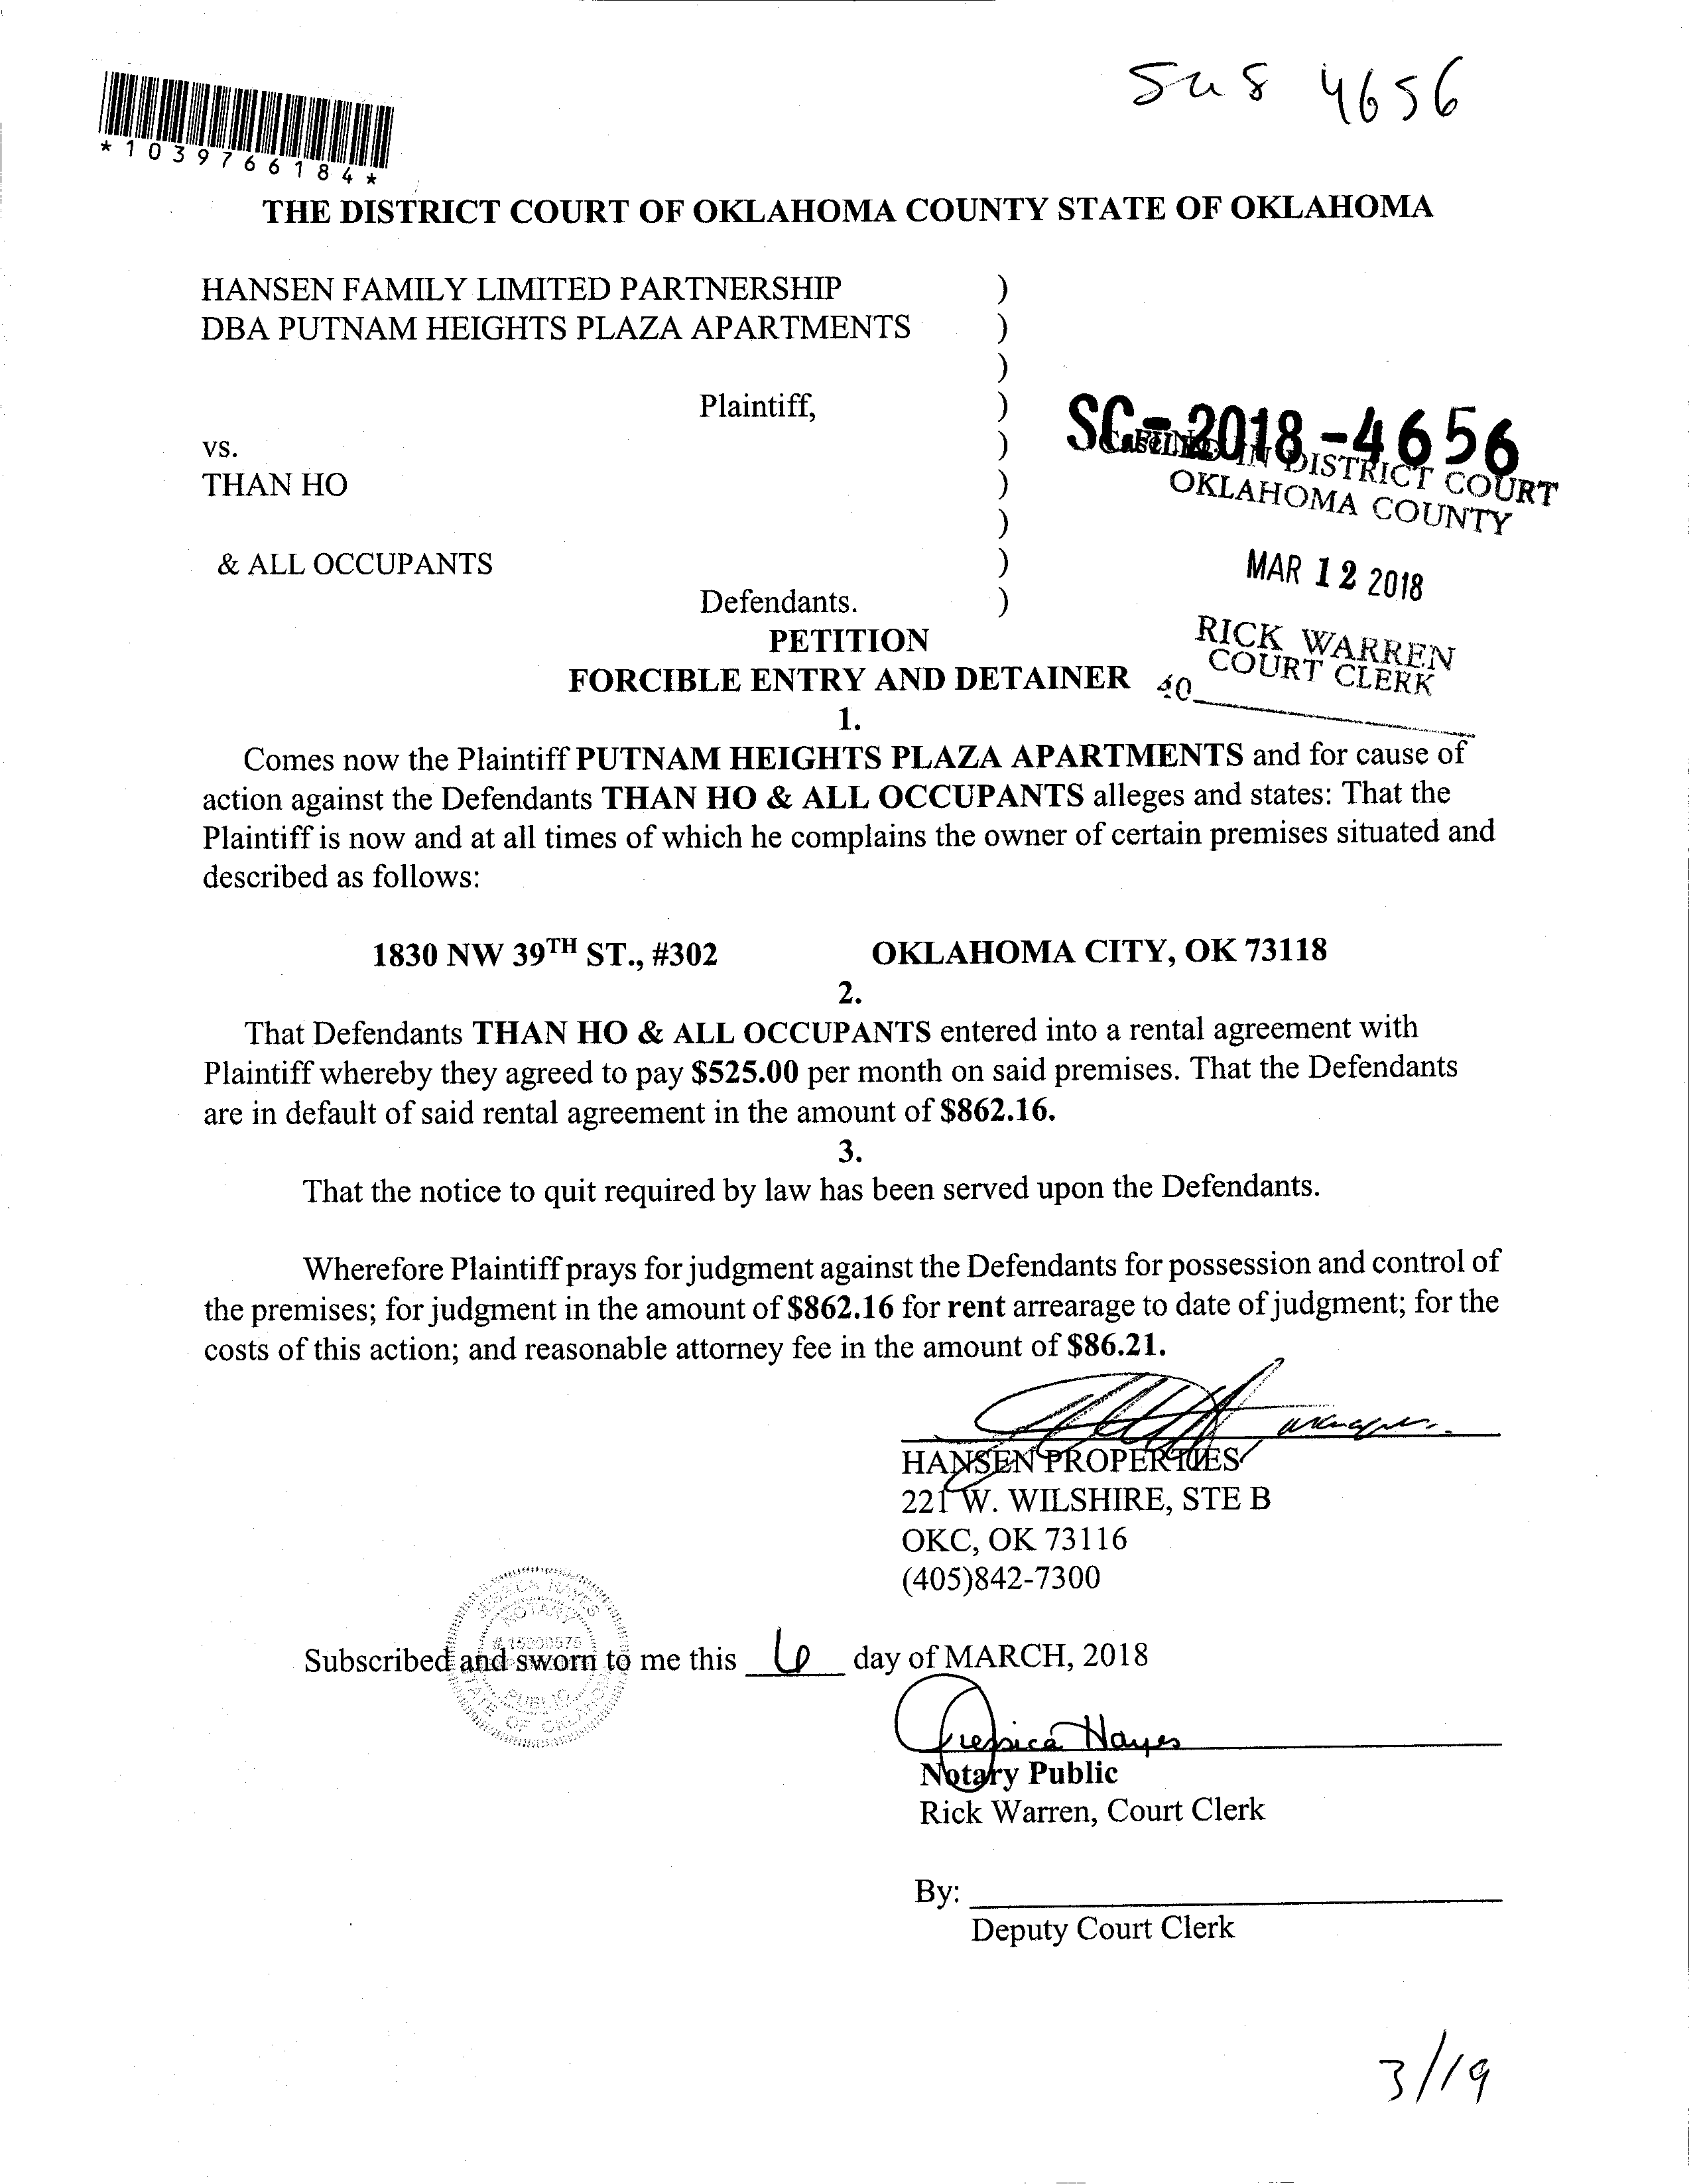 *1039766184*
4656
THE DISTRICT COURT OF OKLAHOMA COUNTY STATE OF OKLAHOMA
HANSEN FAMILY LIMITED PARTNERSHIP )
DBA PUTNAM HEIGHTS PLAZA APARTMENTS )
)
Plaintiff, )
SC-2018-4656
vs. )
FILED IN DISTRICT COURT
THAN HO )
OKLAHOMA COUNTY
)
& ALL OCCUPANTS )
MAR 12 2018
Defendants. )
PETITION
RICK WARREN
COURT CLERK
FORCIBLE ENTRY AND DETAINER
40
1.
Comes now the Plaintiff PUTNAM HEIGHTS PLAZA APARTMENTS and for cause of
action against the Defendants THAN HO & ALL OCCUPANTS alleges and states: That the
Plaintiff is now and at all times of which he complains the owner of certain premises situated and
described as follows:
1830 NW 39TH ST., #302 OKLAHOMA CITY, OK 73118
2.
That Defendants THAN HO & ALL OCCUPANTS entered into a rental agreement with
Plaintiff whereby they agreed to pay $525.00 per month on said premises. That the Defendants
are in default of said rental agreement in the amount of $862.16.
3.
That the notice to quit required by law has been served upon the Defendants.
Wherefore Plaintiff prays for judgment against the Defendants for possession and control of
the premises; for judgment in the amount of $862.16 for rent arrearage to date of judgment; for the
costs of this action; and reasonable attorney fee in the amount of $86.21.
HANSEN PROPERTIES
221 W. WILSHIRE, STE B
OKC, OK 73116
(405)842-7300
JESSICA HAYES
NOTARY
PUBLIC
STATE OF OKLAHOMA
Subscribed and sworn to me this 6 day of MARCH, 2018
Jessica Hayes
Notary Public
Rick Warren, Court Clerk
By:
Deputy Court Clerk
3/19